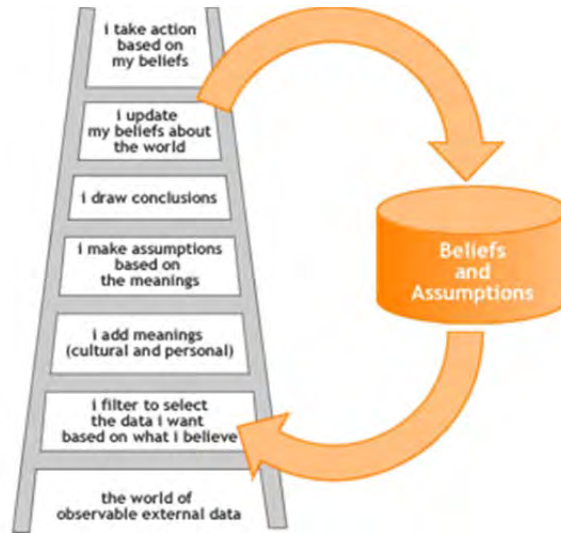 i take action
based on
my beliefs
i update
my beliefs about
the world
i draw conclusions
i make assumptions
based on
the meanings
i add meanings
(cultural and personal)
i filter to select
the data i want
based on what i believe
the world of
observable external data
Beliefs
and
Assumptions